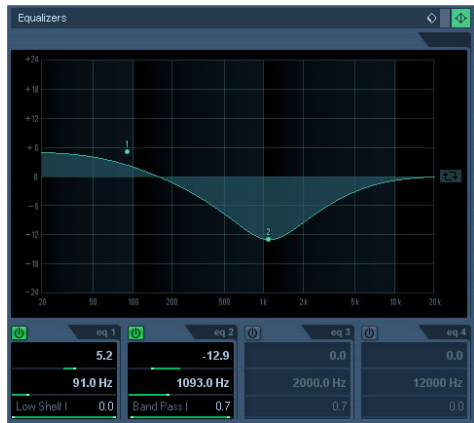 Equalizers
+24
+18
+12
+6
1
0
-6
2
-12
-18
-24
20 50 100 200 500 1k 2k 5k 10k 20k
eq 1 eq 2 eq 3 eq 4
5.2 -12.9 0.0 0.0
91.0 Hz 1093.0 Hz 2000.0 Hz 12000 Hz
Low Shelf I 0.0 Band Pass I 0.7 0.7 0.0